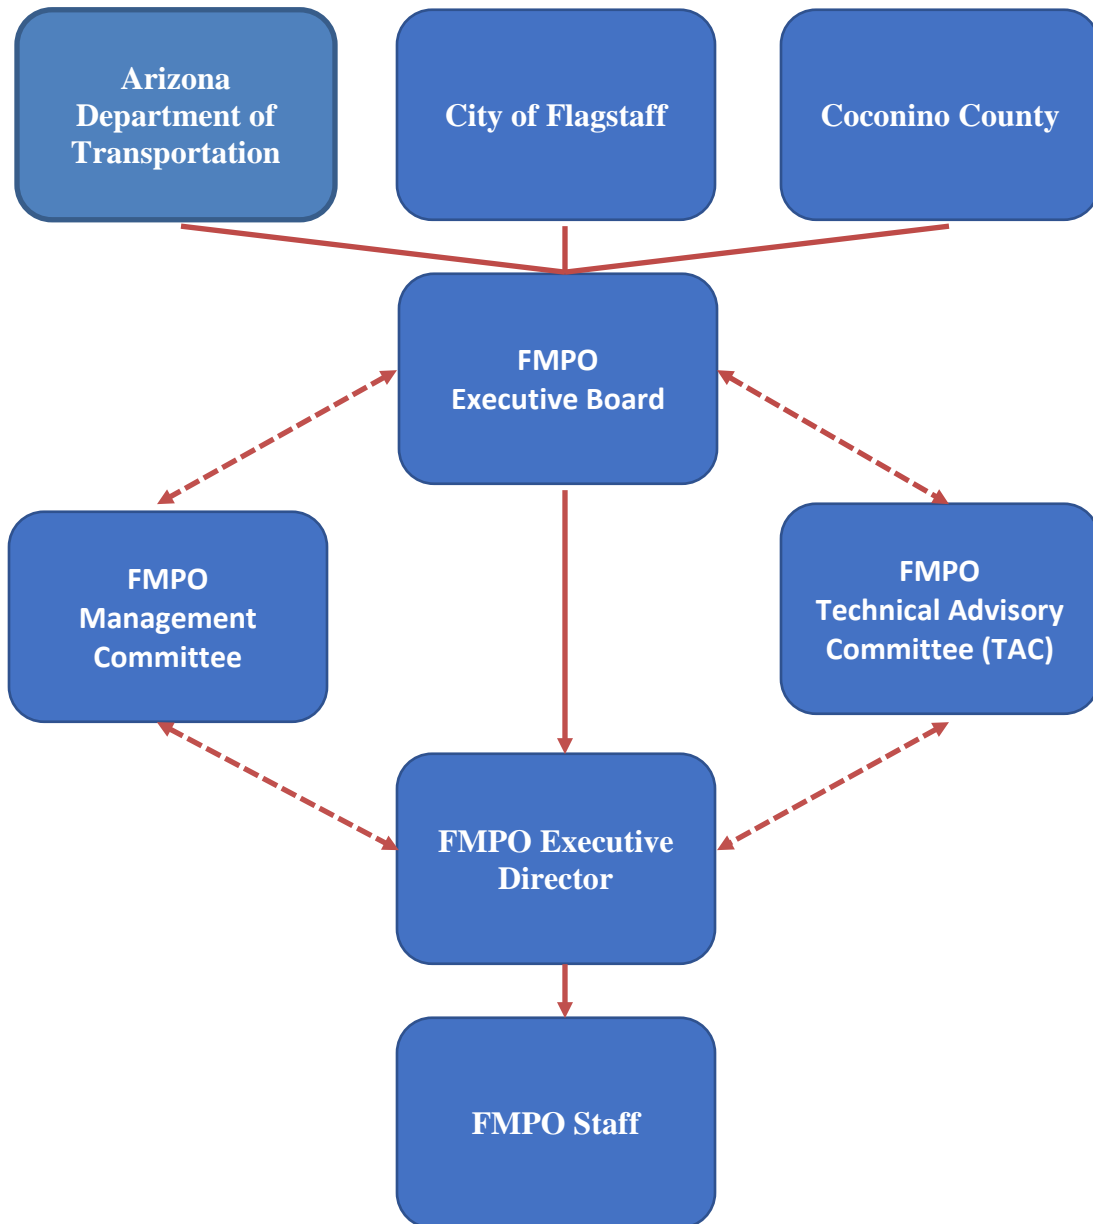 Arizona
Department of
Transportation
City of Flagstaff
Coconino County
FMPO
Executive Board
FMPO
Management
Committee
FMPO
Technical Advisory
Committee (TAC)
FMPO Executive
Director
FMPO Staff